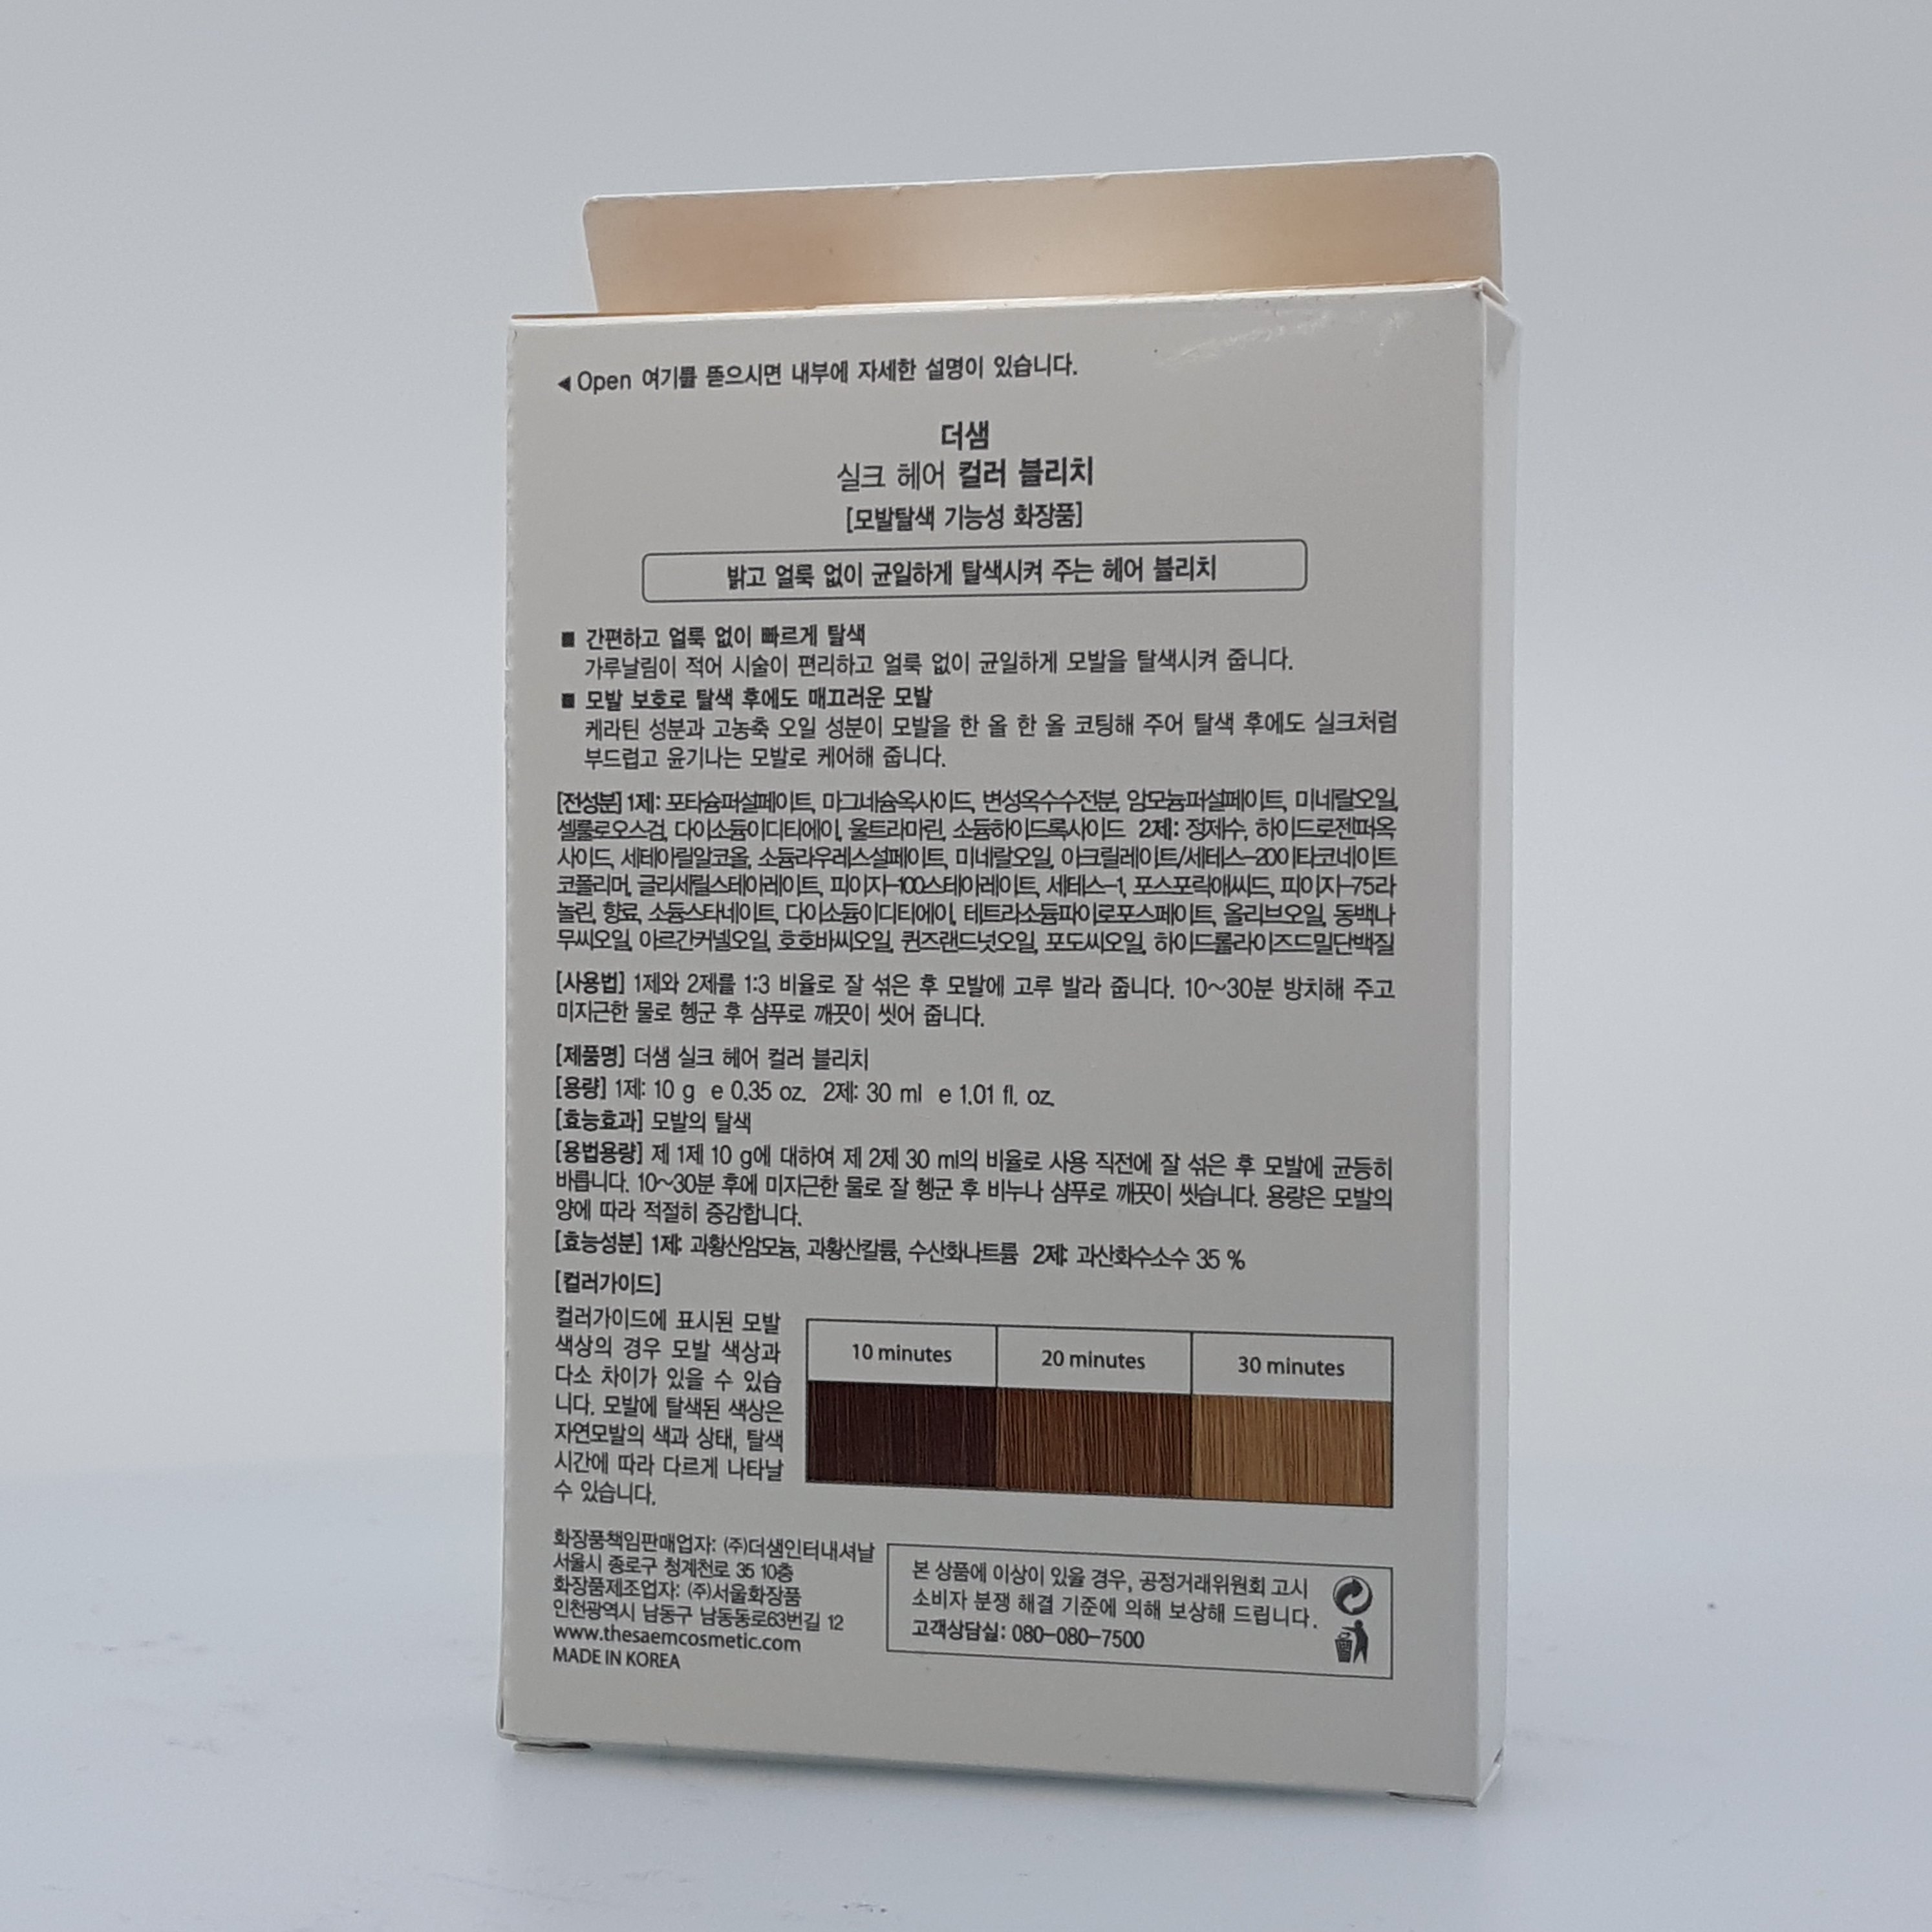 ◀ Open 여기를 뜯으시면 내부에 자세한 설명이 있습니다.
더샘
실크 헤어 컬러 블리치
[모발탈색 기능성 화장품]
밝고 얼룩 없이 균일하게 탈색시켜 주는 헤어 블리치
■ 간편하고 얼룩 없이 빠르게 탈색
가루날림이 적어 시술이 편리하고 얼룩 없이 균일하게 모발을 탈색시켜 줍니다.
■ 모발 보호로 탈색 후에도 매끄러운 모발
케라틴 성분과 고농축 오일 성분이 모발을 한 올 한 올 코팅해 주어 탈색 후에도 실크처럼
부드럽고 윤기나는 모발로 케어해 줍니다.
[전성분] 1제: 포타슘퍼설페이트, 마그네슘옥사이드, 변성옥수수전분, 암모늄퍼설페이트, 미네랄오일,
셀룰로오스검, 다이소듐이디티에이, 울트라마린, 소듐하이드록사이드 2제: 정제수, 하이드로젠퍼옥
사이드, 세테아릴알코올, 소듐라우레스설페이트, 미네랄오일, 아크릴레이트/세테스-20이타코네이트
코폴리머, 글리세릴스테아레이트, 피이지-100스테아레이트, 세테스-1, 포스포릭애씨드, 피이지-75라
놀린, 향료, 소듐스타네이트, 다이소듐이디티에이, 테트라소듐파이로포스페이트, 올리브오일, 동백나
무씨오일, 아르간커넬오일, 호호바씨오일, 퀸즈랜드넛오일, 포도씨오일, 하이드롤라이즈드밀단백질
[사용법] 1제와 2제를 1:3 비율로 잘 섞은 후 모발에 고루 발라 줍니다. 10~30분 방치해 주고
미지근한 물로 헹군 후 샴푸로 깨끗이 씻어 줍니다.
[제품명] 더샘 실크 헤어 컬러 블리치
[용량] 1제: 10 g e 0.35 oz. 2제: 30 ml e 1.01 fl. oz.
[효능효과] 모발의 탈색
[용법용량] 제 1제 10 g에 대하여 제 2제 30 ml의 비율로 사용 직전에 잘 섞은 후 모발에 균등히
바릅니다. 10~30분 후에 미지근한 물로 잘 헹군 후 비누나 샴푸로 깨끗이 씻습니다. 용량은 모발의
양에 따라 적절히 증감합니다.
[효능성분] 1제: 과황산암모늄, 과황산칼륨, 수산화나트륨 2제: 과산화수소수 35 %
[컬러가이드]
컬러가이드에 표시된 모발
색상의 경우 모발 색상과
다소 차이가 있을 수 있습
니다. 모발에 탈색된 색상은
자연모발의 색과 상태, 탈색
시간에 따라 다르게 나타날
수 있습니다.
10 minutes
20 minutes
30 minutes
화장품책임판매업자: (주)더샘인터내셔날
서울시 종로구 청계천로 35 10층
화장품제조업자: (주)서울화장품
인천광역시 남동구 남동동로63번길 12
www.thesaemcosmetic.com
MADE IN KOREA
본 상품에 이상이 있을 경우, 공정거래위원회 고시
소비자 분쟁 해결 기준에 의해 보상해 드립니다.
고객상담실: 080-080-7500